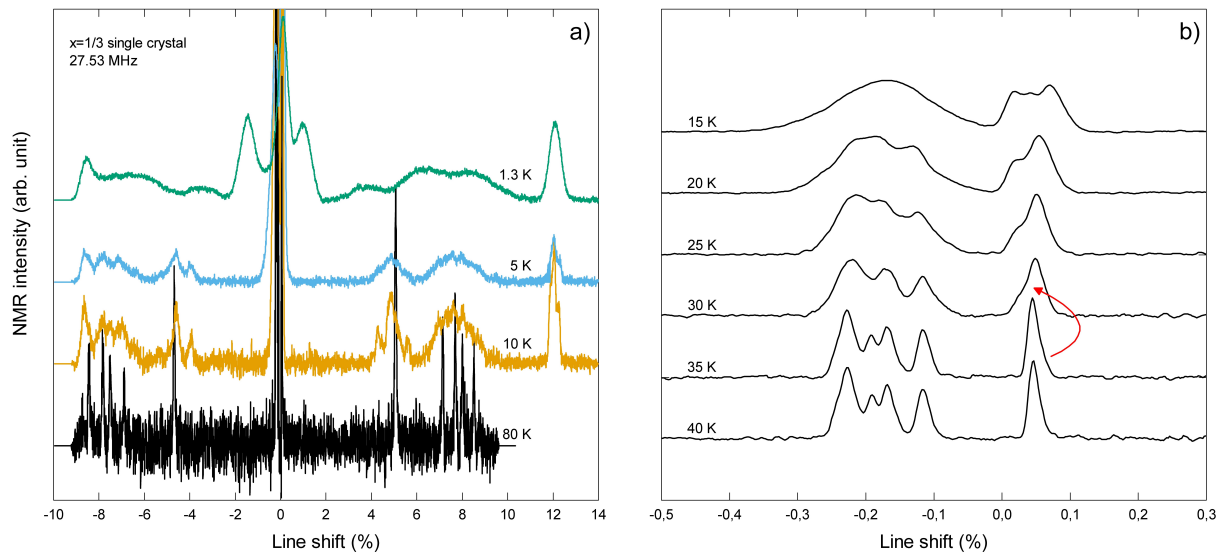 a)
x=1/3 single crystal
27.53 MHz
NMR intensity (arb. unit)
1.3 K
5 K
10 K
80 K
-10 -8 -6 -4 -2 0 2 4 6 8 10 12 14
Line shift (%)
b)
15 K
20 K
25 K
30 K
35 K
40 K
-0,5 -0,4 -0,3 -0,2 -0,1 0,0 0,1 0,2 0,3
Line shift (%)